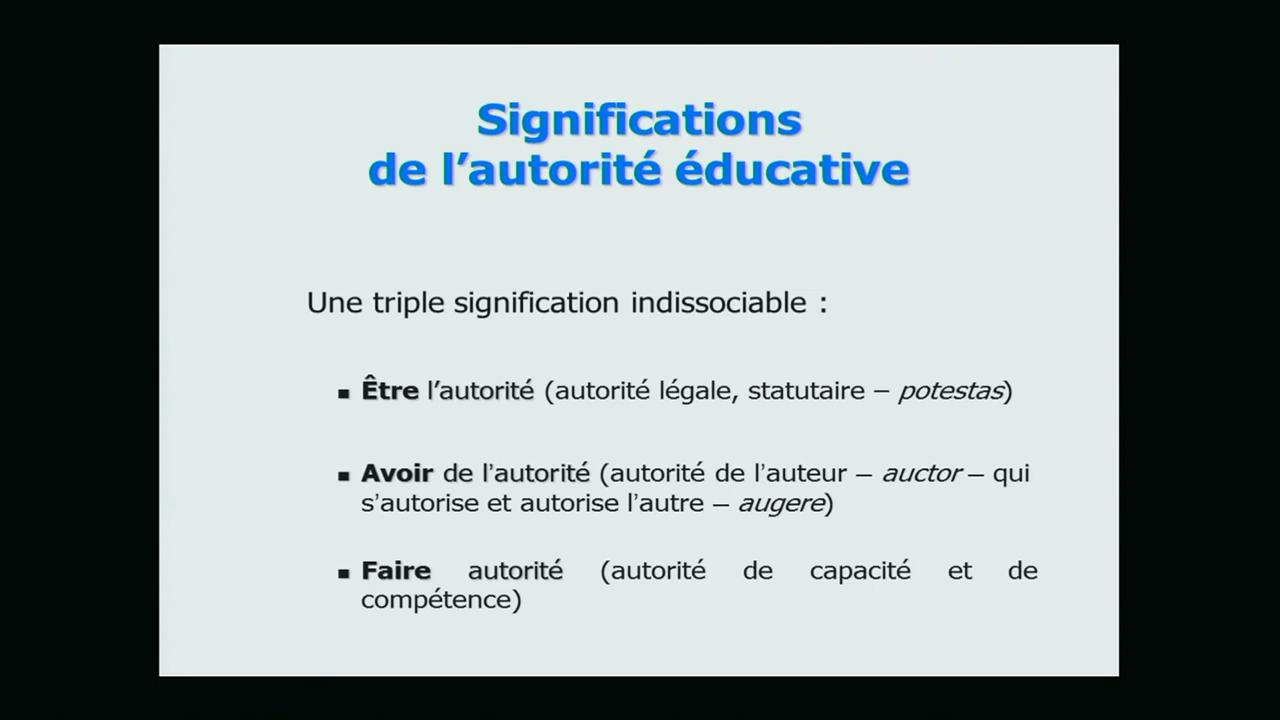 Significations
de l’autorité éducative
Une triple signification indissociable :
▪ Être l’autorité (autorité légale, statutaire – potestas)
▪ Avoir de l’autorité (autorité de l’auteur – auctor – qui
s’autorise et autorise l’autre – augere)
▪ Faire autorité (autorité de capacité et de
compétence)